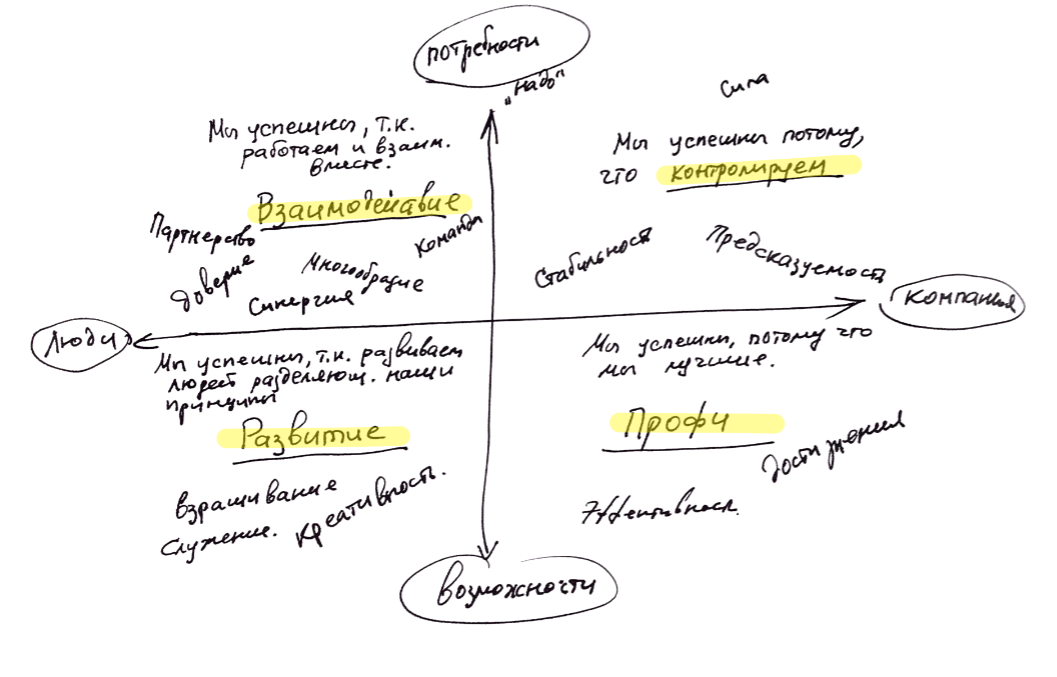 потребности
"надо"
Сила
Мы успешны, т.к.
работаем и взаим.
вместе.
Взаимодействие
Мы успешны потому,
что контролируем
Партнерство
Доверие
Многообразие
Синергия
Команда
Стабильность
Предсказуемость
Компания
Люди
Мы успешны, т.к. развиваем
людей разделяющ. наши
принципы
Развитие
взращивание
Служение.
Креативность.
Мы успешны, потому что
мы лучшие.
Профи
Достижения
Эффективность.
Возможности